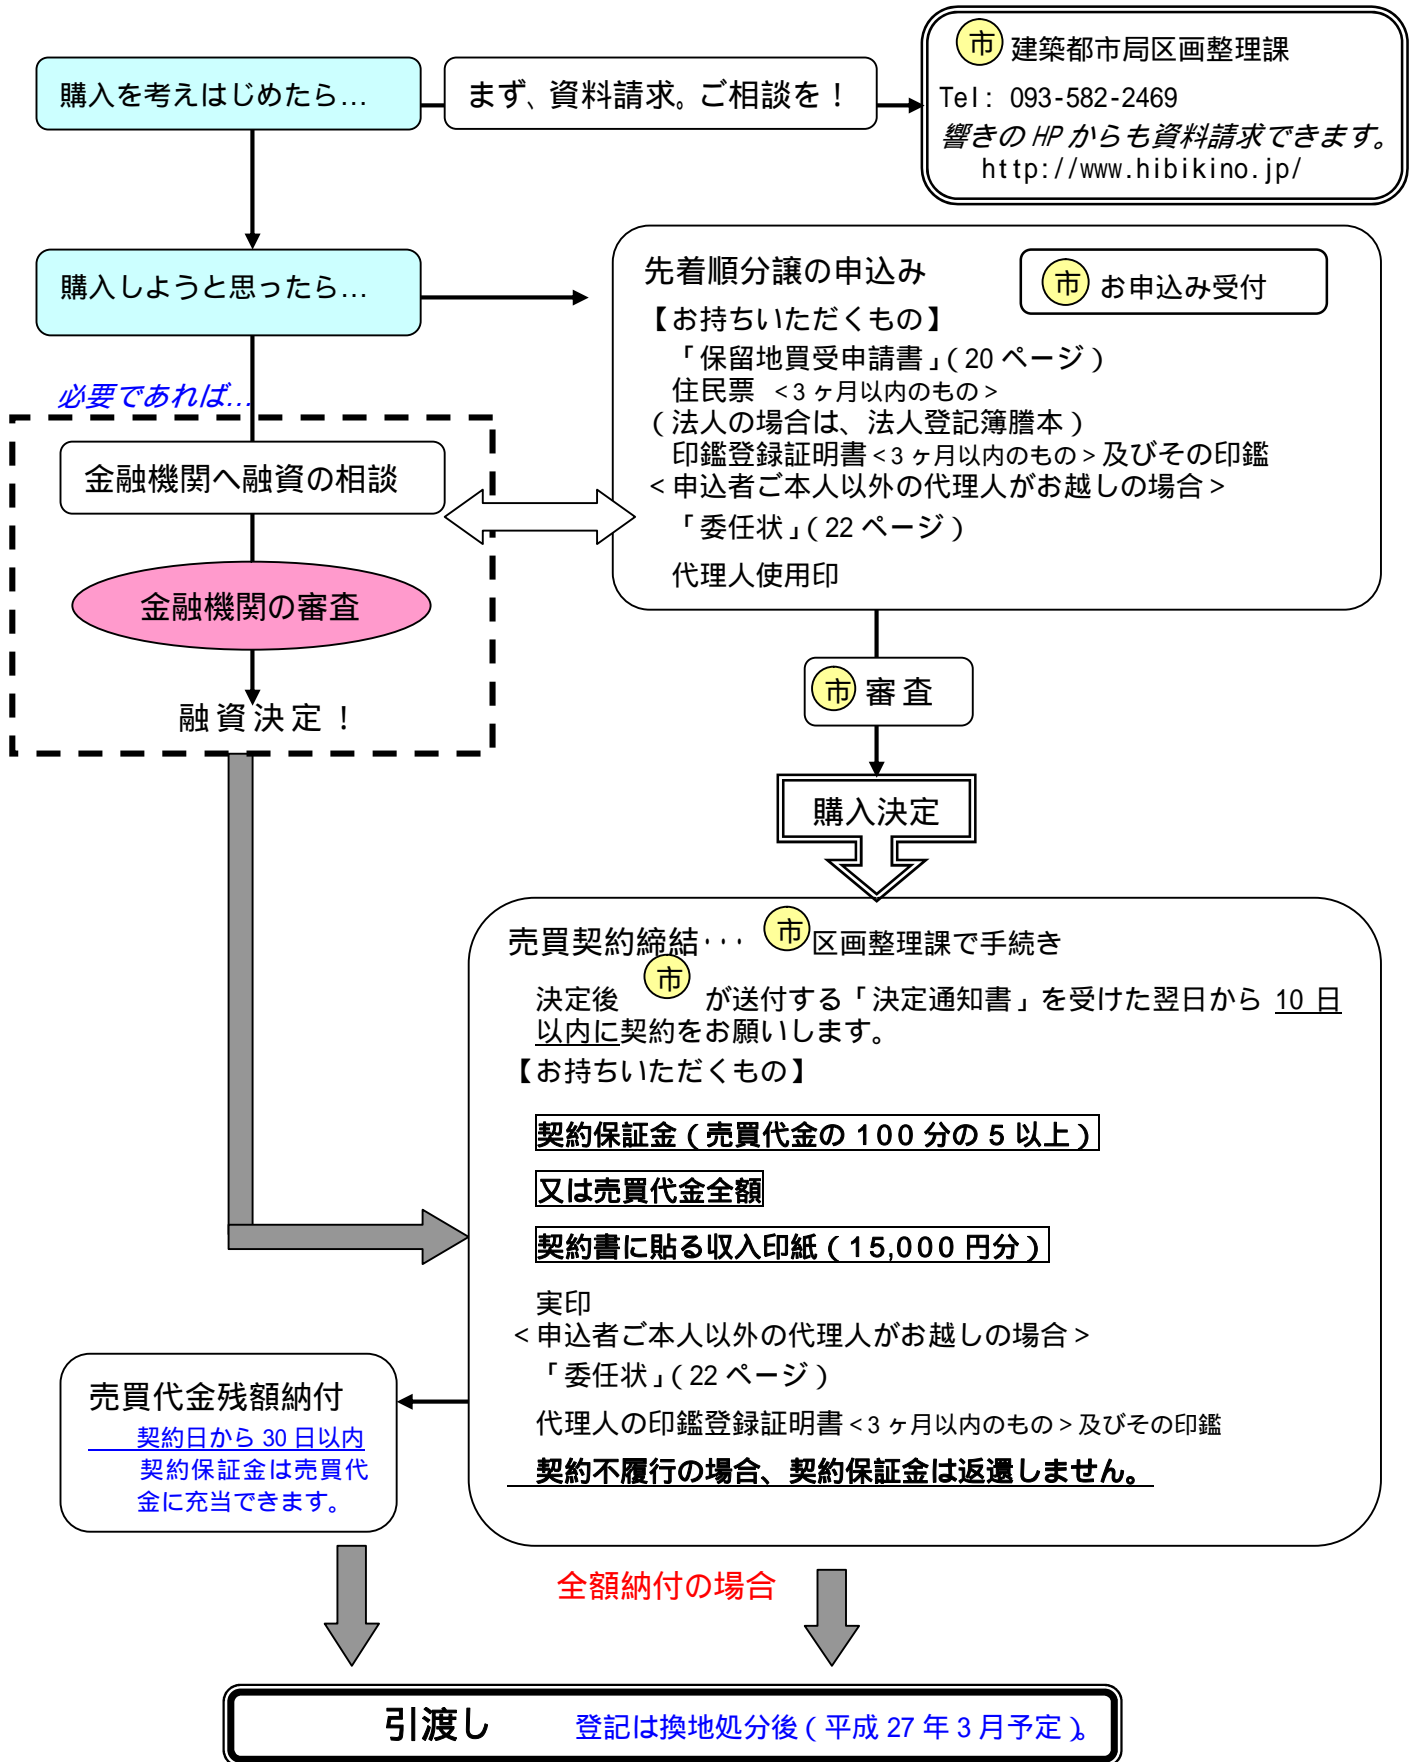 購入を考えはじめたら…
まず、資料請求。ご相談を！
市 建築都市局区画整理課
Tel: 093-582-2469
響きの HP からも資料請求できます。
http://www.hibikino.jp/
購入しようと思ったら…
先着順分譲の申込み
市 お申込み受付
【お持ちいただくもの】
「保留地買受申請書」（20 ページ）
住民票 <3 ヶ月以内のもの>
（法人の場合は、法人登記簿謄本）
印鑑登録証明書<3 ヶ月以内のもの>及びその印鑑
<申込者ご本人以外の代理人がお越しの場合>
「委任状」（22 ページ）
代理人使用印
必要であれば…
金融機関へ融資の相談
金融機関の審査
融資決定！
市 審査
購入決定
売買契約締結･･･ 市 区画整理課で手続き
決定後 市 が送付する「決定通知書」を受けた翌日から 10 日
以内に契約をお願いします。
【お持ちいただくもの】
契約保証金（売買代金の 100 分の 5 以上）
又は売買代金全額
契約書に貼る収入印紙（15,000 円分）
実印
<申込者ご本人以外の代理人がお越しの場合>
「委任状」（22 ページ）
代理人の印鑑登録証明書<3 ヶ月以内のもの>及びその印鑑
契約不履行の場合、契約保証金は返還しません。
売買代金残額納付
契約日から 30 日以内
契約保証金は売買代
金に充当できます。
全額納付の場合
引渡し 登記は換地処分後（平成 27 年 3 月予定）。